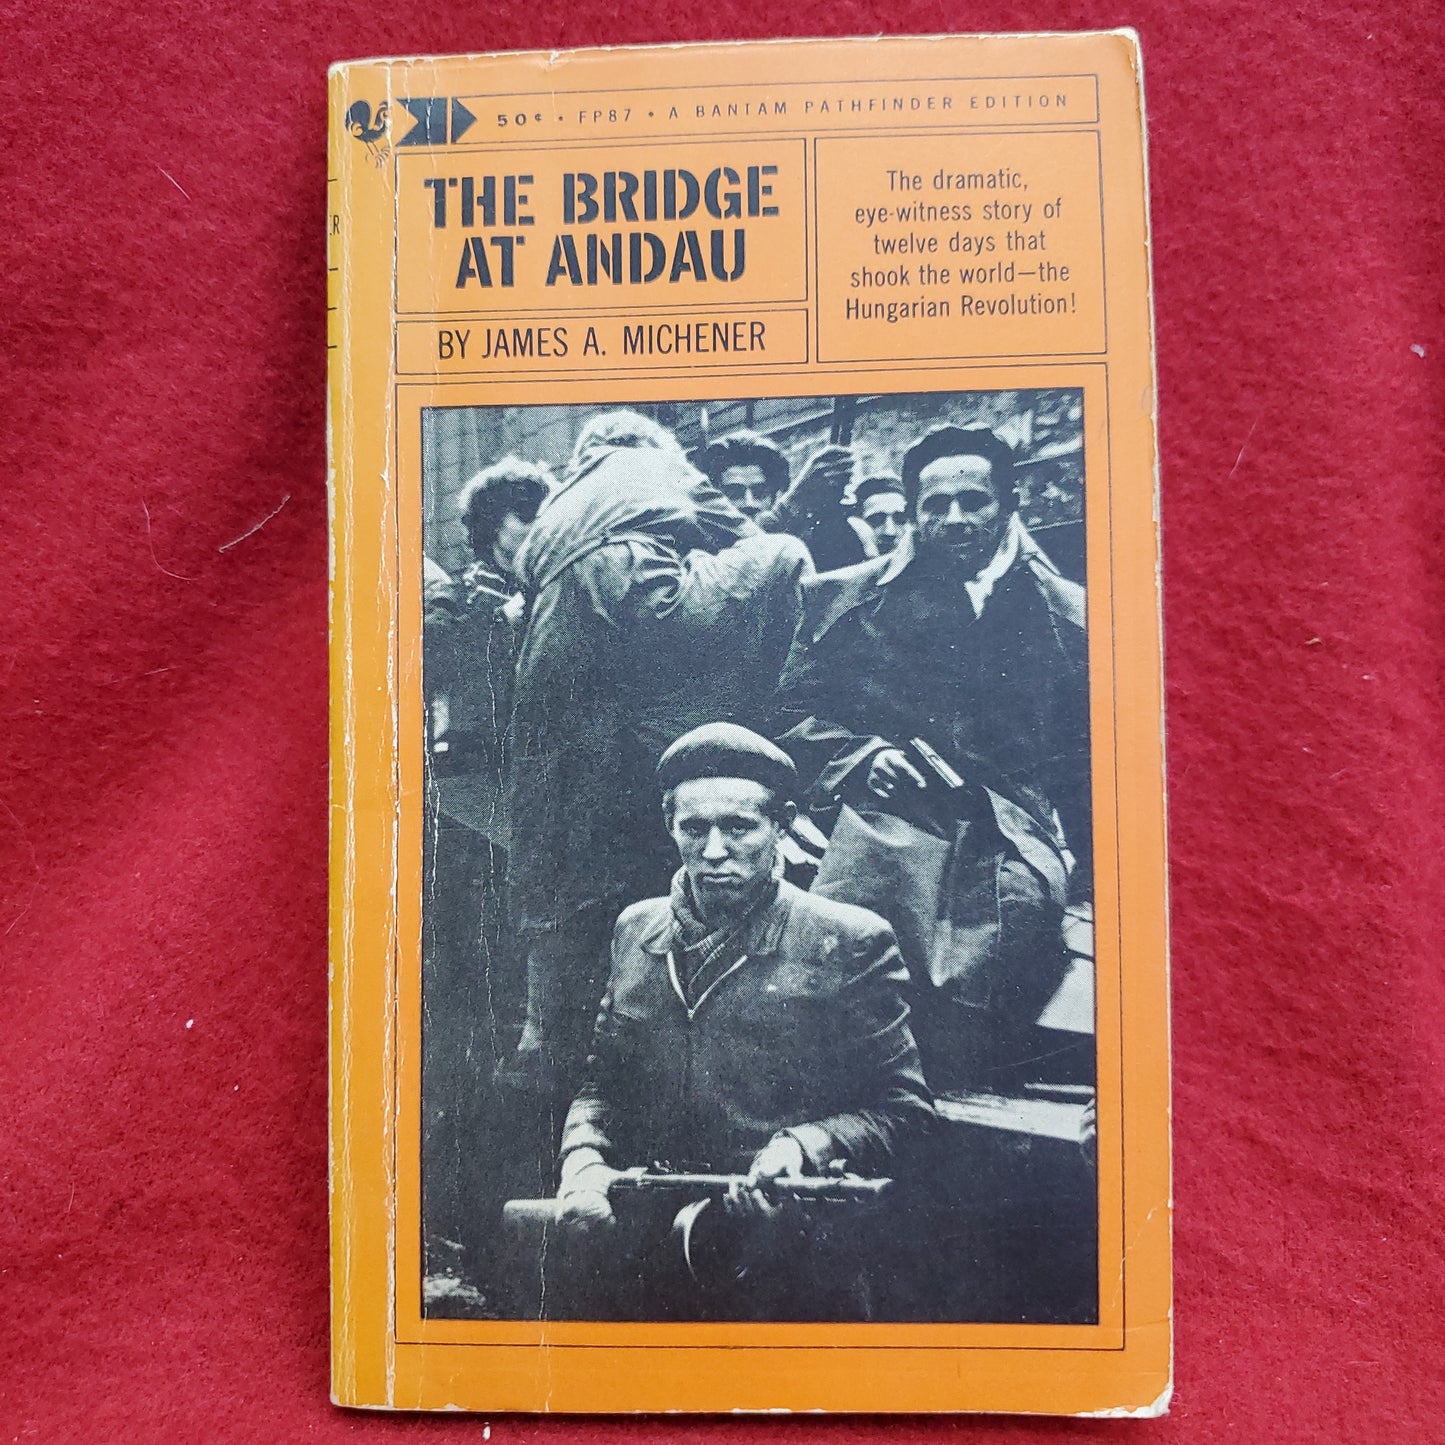 50¢ • FP87 • A BANTAM PATHFINDER EDITION
THE BRIDGE
AT ANDAU
BY JAMES A. MICHENER
The dramatic,
eye-witness story of
twelve days that
shook the world—the
Hungarian Revolution!
ER